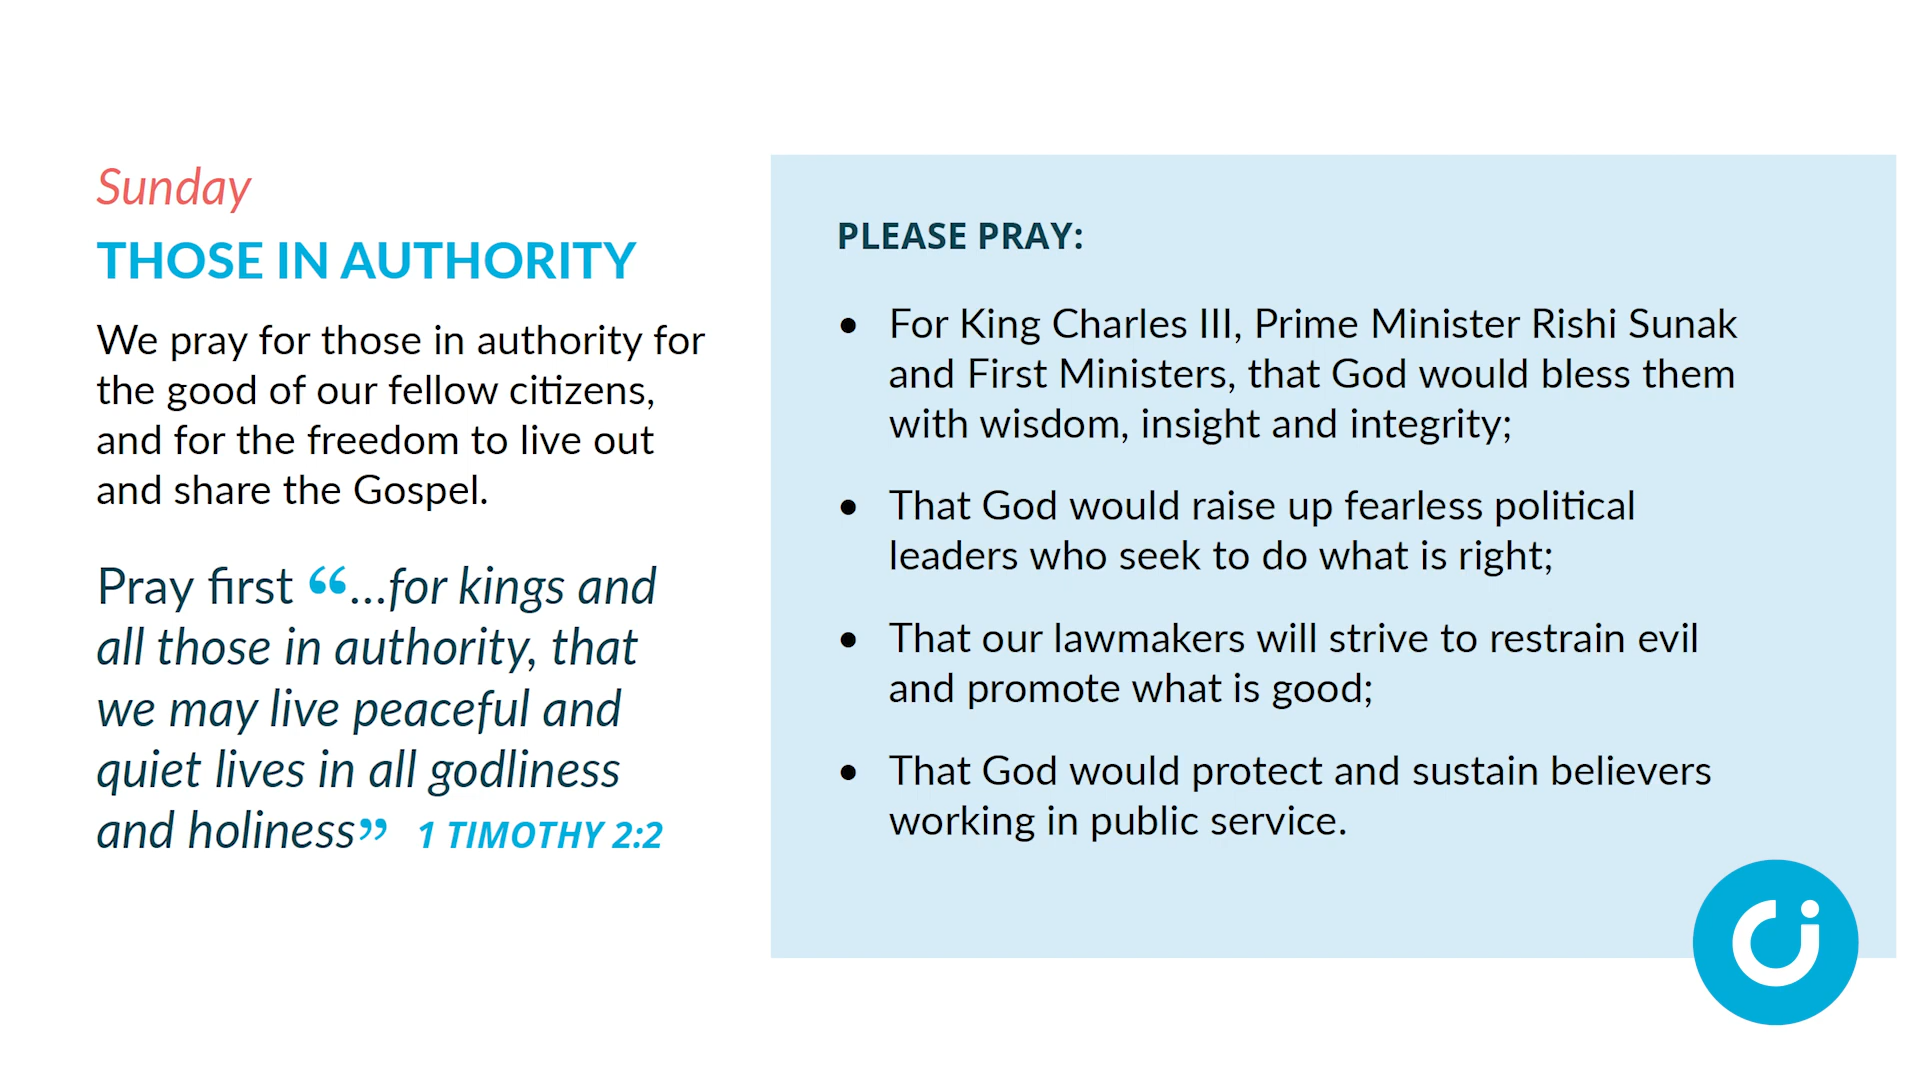 Sunday
THOSE IN AUTHORITY
We pray for those in authority for
the good of our fellow citizens,
and for the freedom to live out
and share the Gospel.
Pray first “...for kings and
all those in authority, that
we may live peaceful and
quiet lives in all godliness
and holiness” 1 TIMOTHY 2:2
PLEASE PRAY:
• For King Charles III, Prime Minister Rishi Sunak
and First Ministers, that God would bless them
with wisdom, insight and integrity;
• That God would raise up fearless political
leaders who seek to do what is right;
• That our lawmakers will strive to restrain evil
and promote what is good;
• That God would protect and sustain believers
working in public service.